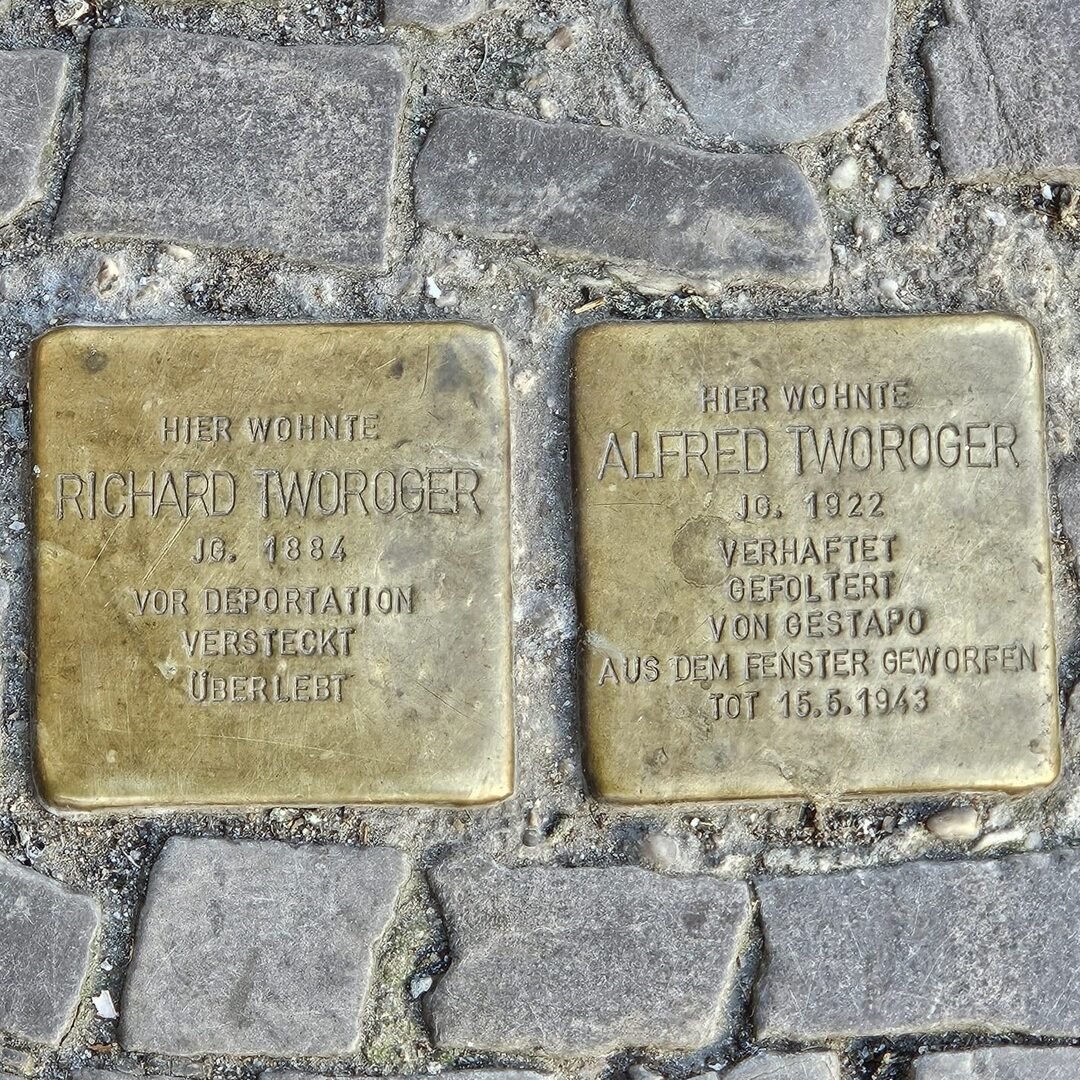 HIER WOHNTE
RICHARD TWOROGER
JG. 1884
VOR DEPORTATION
VERSTECKT
ÜBERLEBT
HIER WOHNTE
ALFRED TWOROGER
JG. 1922
VERHAFTET
GEFOLTERT
VON GESTAPO
AUS DEM FENSTER GEWORFEN
TOT 15.5.1943